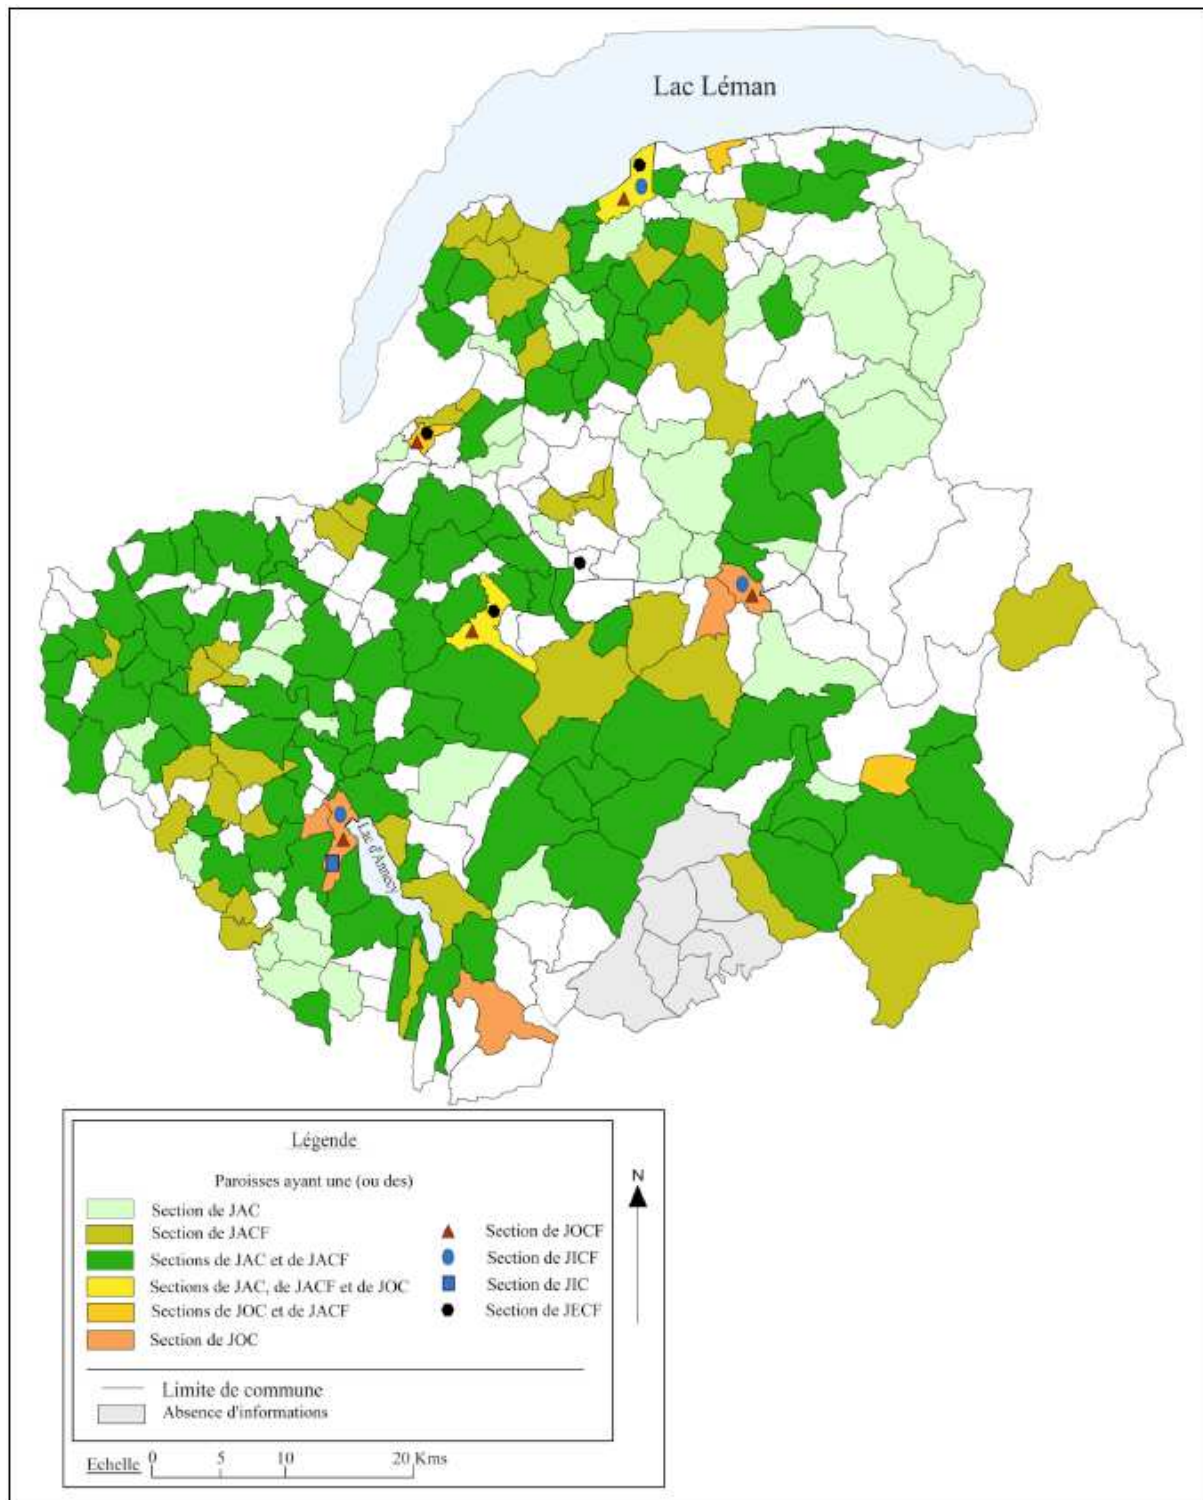 Lac Léman
Lac d'Annecy
Légende
Paroisses ayant une (ou des)
Section de JAC
Section de JACF
Sections de JAC et de JACF
Sections de JAC, de JACF et de JOC
Sections de JOC et de JACF
Section de JOC
Section de JOCF
Section de JICF
Section de JIC
Section de JECF
Limite de commune
Absence d'informations
N
Echelle 0 5 10 20 Kms